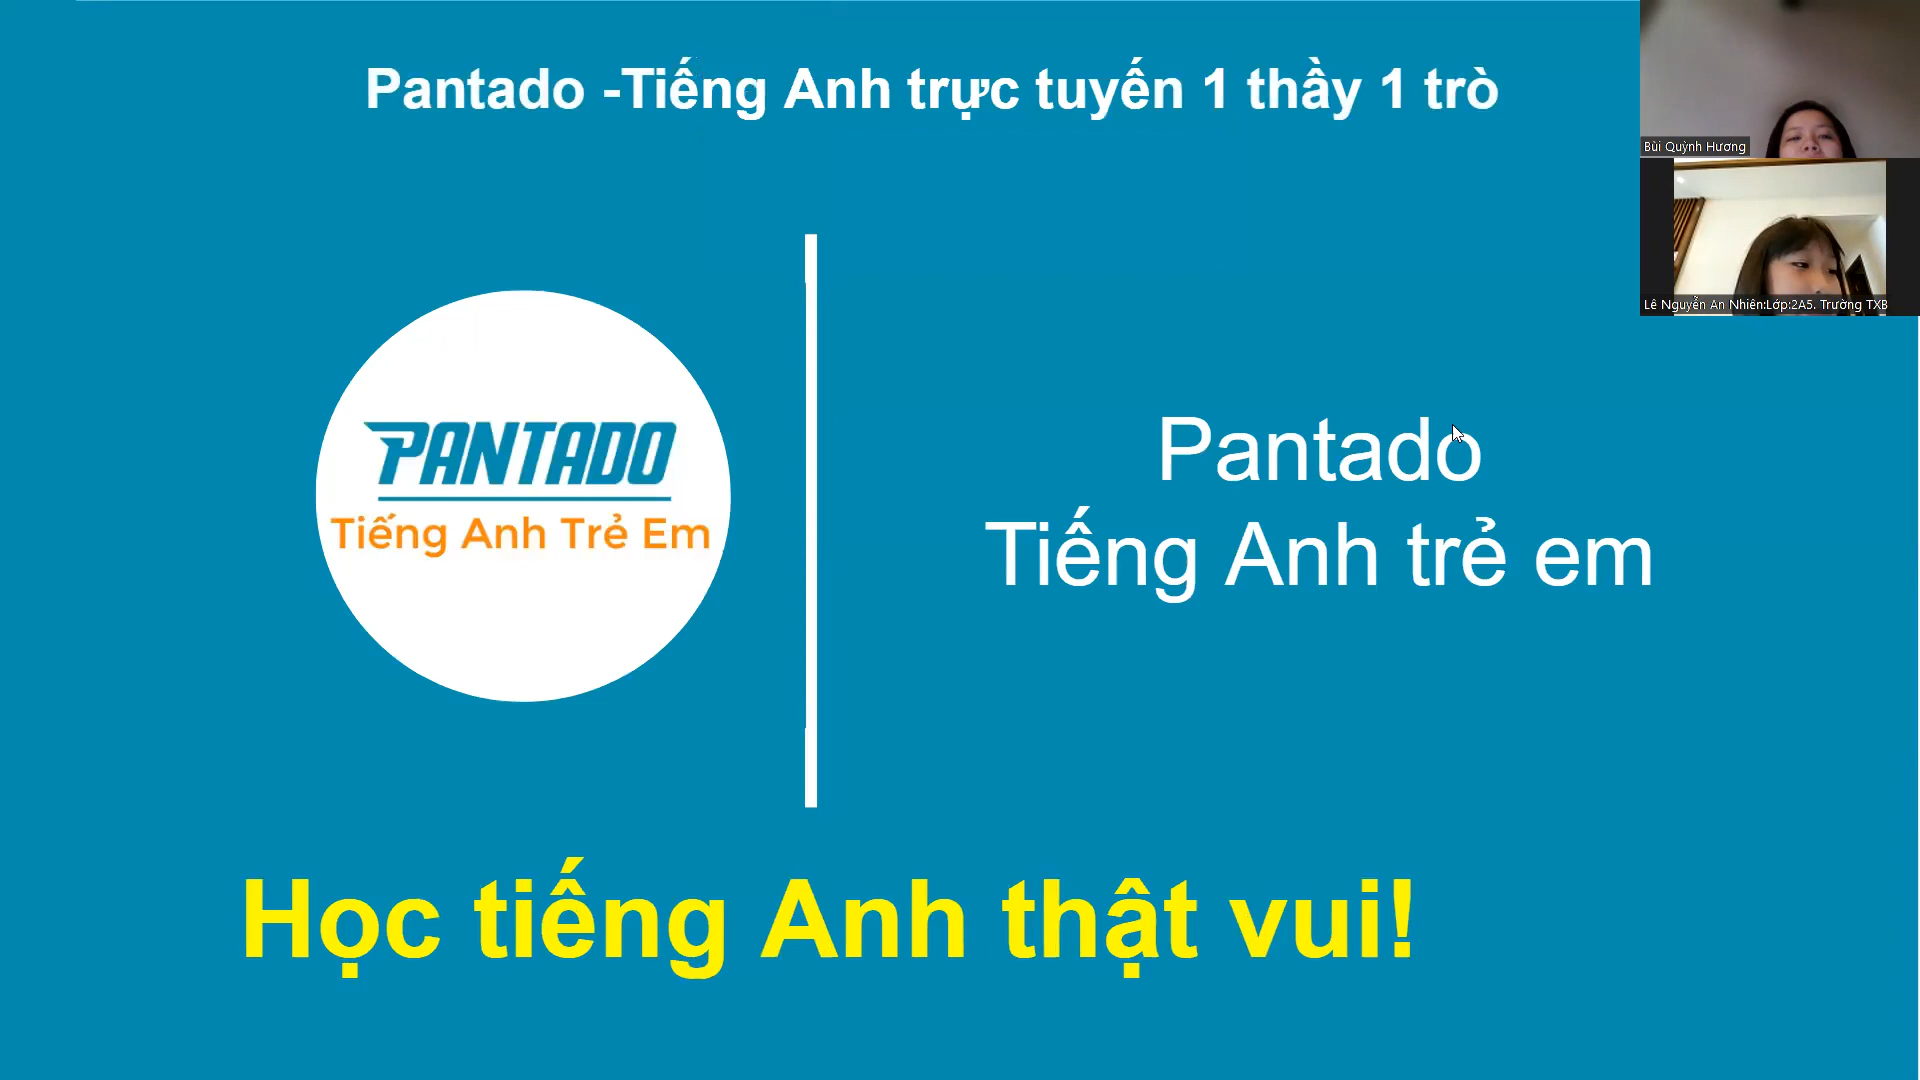 Pantado -Tiếng Anh trực tuyến 1 thầy 1 trò
Bùi Quỳnh Hương
Lê Nguyễn An Nhiên:Lớp:2A5. Trường TXB
PANTADO
Tiếng Anh Trẻ Em
Pantado
Tiếng Anh trẻ em
Học tiếng Anh thật vui!